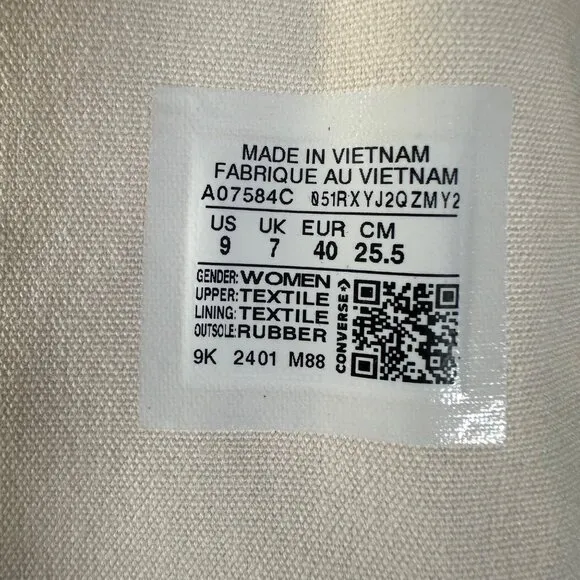 MADE IN VIETNAM
FABRIQUE AU VIETNAM
A07584C 051RXYJ2QZMY2
US UK EUR CM
9 7 40 25.5
GENDER: WOMEN
UPPER: TEXTILE
LINING: TEXTILE
OUTSOLE: RUBBER
CONVERSE
9K 2401 M88